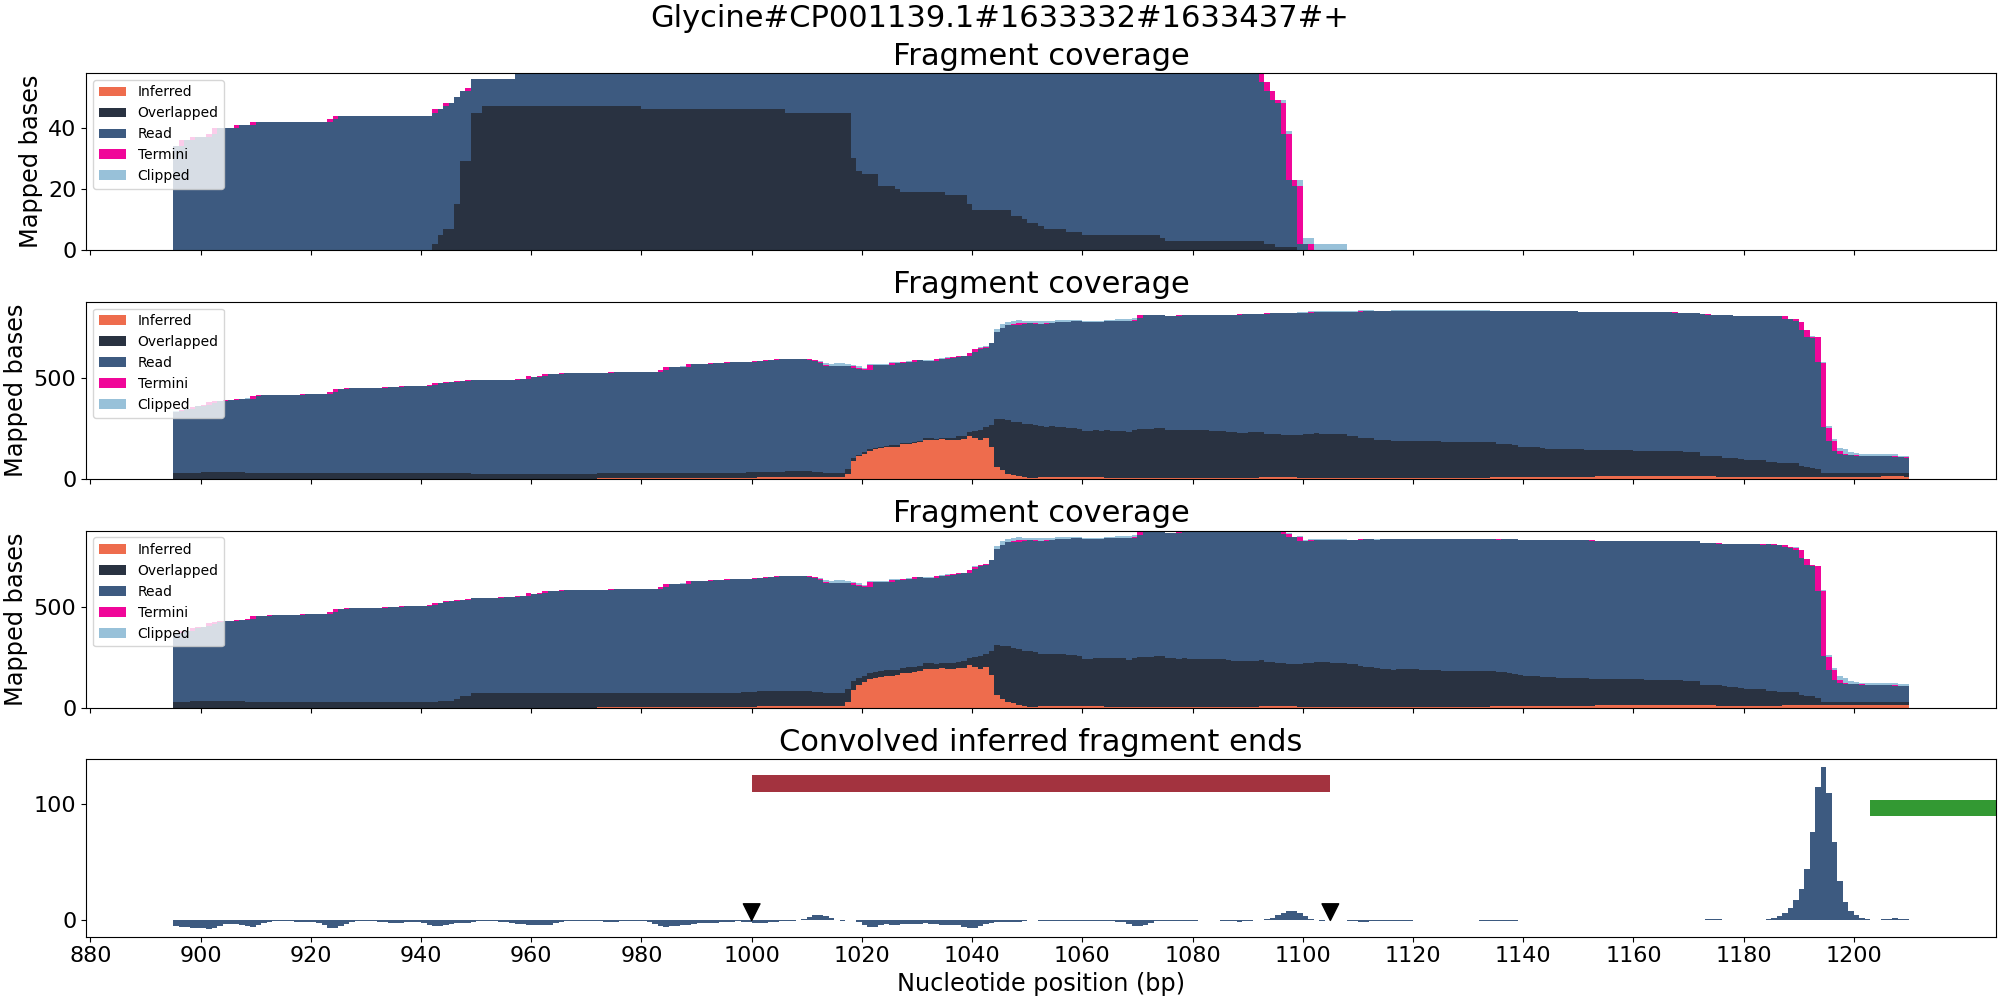 Glycine#CP001139.1#1633332#1633437#+
Fragment coverage
Mapped bases
40
20
0
Inferred
Overlapped
Read
Termini
Clipped
Fragment coverage
Mapped bases
500
0
Inferred
Overlapped
Read
Termini
Clipped
Fragment coverage
Mapped bases
500
0
Inferred
Overlapped
Read
Termini
Clipped
Convolved inferred fragment ends
100
0
880 900 920 940 960 980 1000 1020 1040 1060 1080 1100 1120 1140 1160 1180 1200
Nucleotide position (bp)